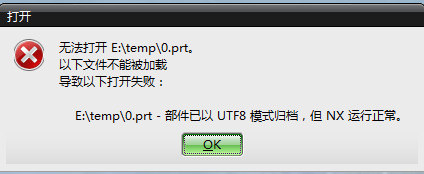 打开
无法打开 E:\temp\0.prt。
以下文件不能被加载
导致以下打开失败：
E:\temp\0.prt - 部件已以 UTF8 模式归档，但 NX 运行正常。
OK